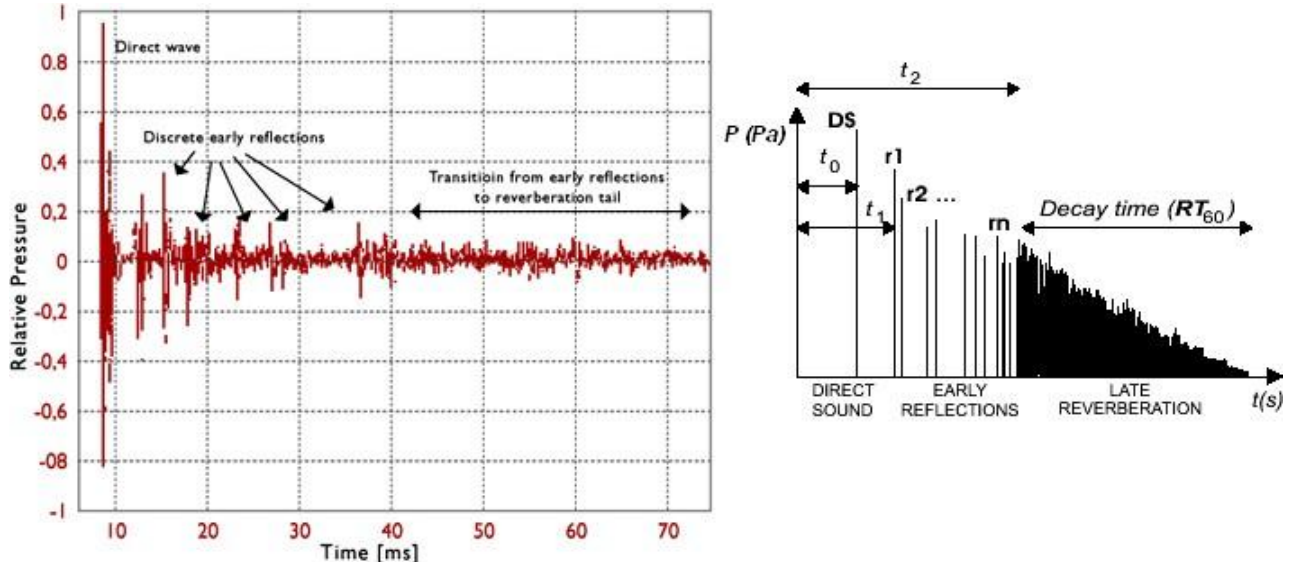 1
0.8
0.6
0,4
0,2
0
-0,2
-0,4
-0,6
-08
-1
Relative Pressure
Direct wave
Discrete early reflections
Transitioin from early reflections
to reverberation tail
10 20 30 40 50 60 70
Time [ms]
t2
P (Pa)
DS
t0
r1
t1
r2 ...
rn
Decay time (RT60)
DIRECT
SOUND
EARLY
REFLECTIONS
LATE
REVERBERATION
t(s)